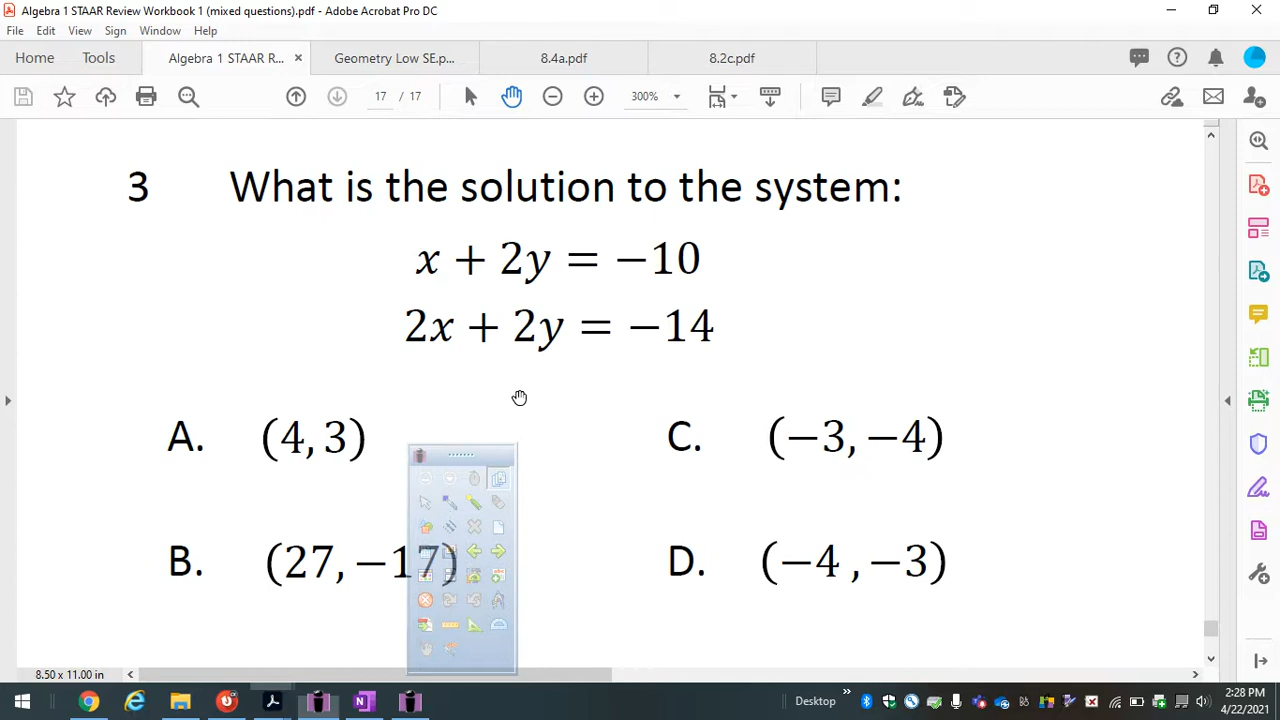 Algebra 1 STAAR Review Workbook 1 (mixed questions).pdf - Adobe Acrobat Pro DC
File Edit View Sign Window Help
Home Tools Algebra 1 STAAR R... × Geometry Low SE.p... 8.4a.pdf 8.2c.pdf
17 / 17 300%
3 What is the solution to the system:
x + 2y = −10
2x + 2y = −14
A. (4, 3) C. (−3, −4)
B. (27, −17) D. (−4 , −3)
8.50 x 11.00 in
Desktop » 2:28 PM
4/22/2021